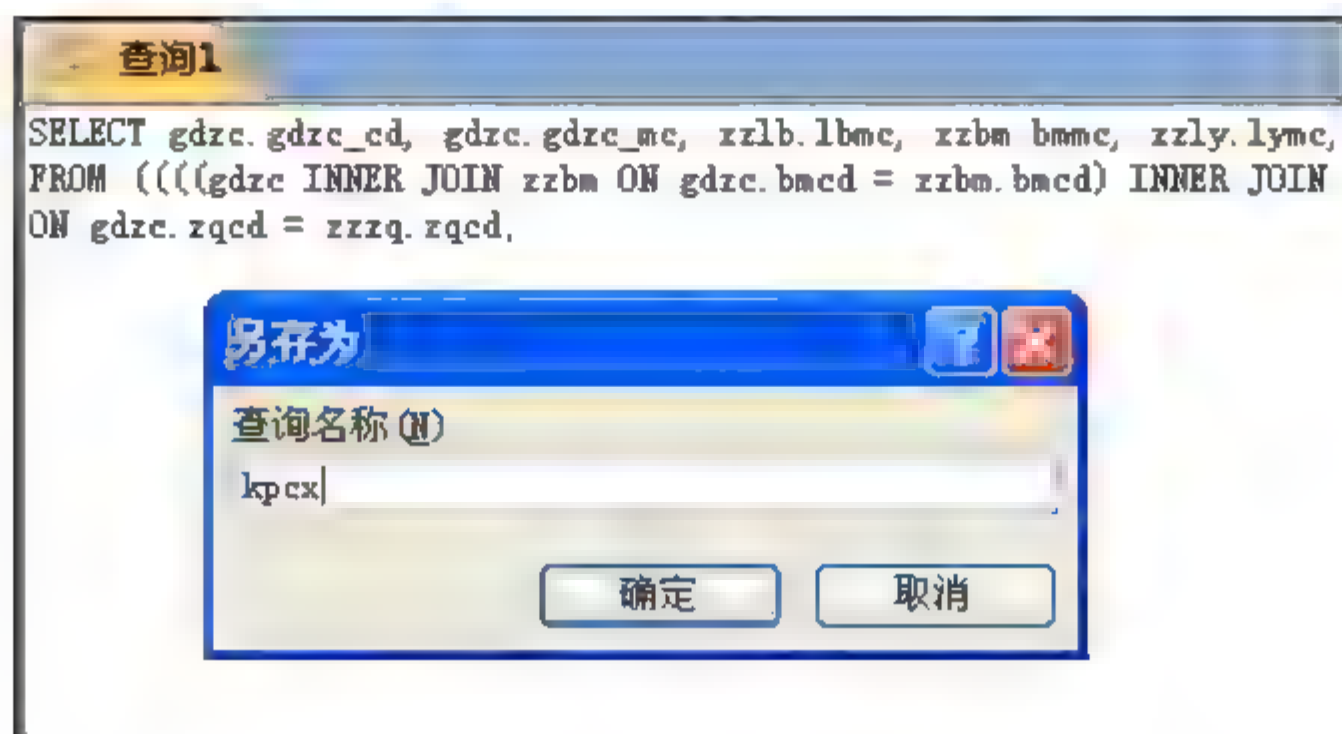 查询1
SELECT gdzc.gdzc_cd, gdzc.gdzc_mc, zzlb.lbmc, zzbm bmmc, zzly.lymc,
FROM ((((gdzc INNER JOIN zzbm ON gdzc.bmcd = zzbm.bmcd) INNER JOIN
ON gdzc.zqcd = zzzq.zqcd,
另存为
查询名称(N)
kpcx
确定 取消